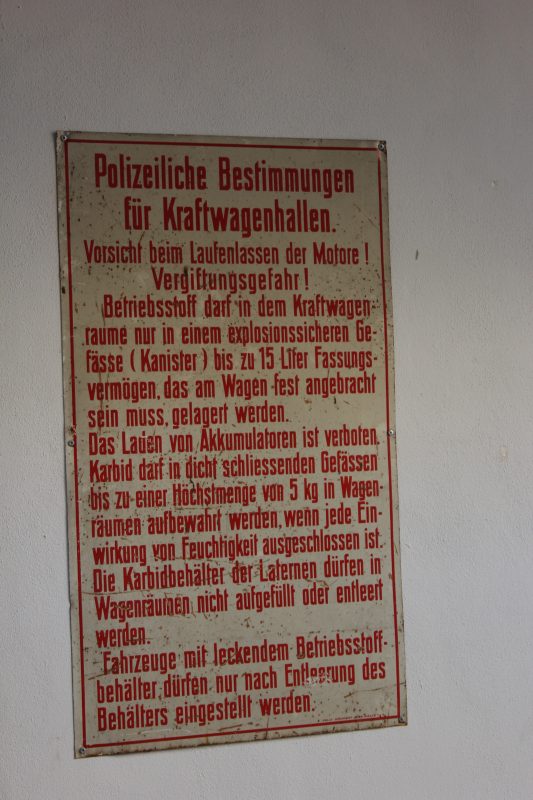 Polizeiliche Bestimmungen
für Kraftwagenhallen.
Vorsicht beim Laufenlassen der Motore!
Vergiftungsgefahr!
Betriebsstoff darf in dem Kraftwagen-
raume nur in einem explosionssicheren Ge-
fässe (Kanister) bis zu 15 Liter Fassungs-
vermögen, das am Wagen fest angebracht
sein muss, gelagert werden.
Das Laden von Akkumulatoren ist verboten,
Karbid darf in dicht schliessenden Gefässen
bis zu einer Höchstmenge von 5 kg in Wagen-
räumen aufbewahrt werden, wenn jede Ein-
wirkung von Feuchtigkeit ausgeschlossen ist.
Die Karbidbehälter der Laternen dürfen in
Wagenräumen nicht aufgefüllt oder entleert
werden.
Fahrzeuge mit leckendem Betriebsstoff-
behälter dürfen nur nach Entleerung des
Behälters eingestellt werden.